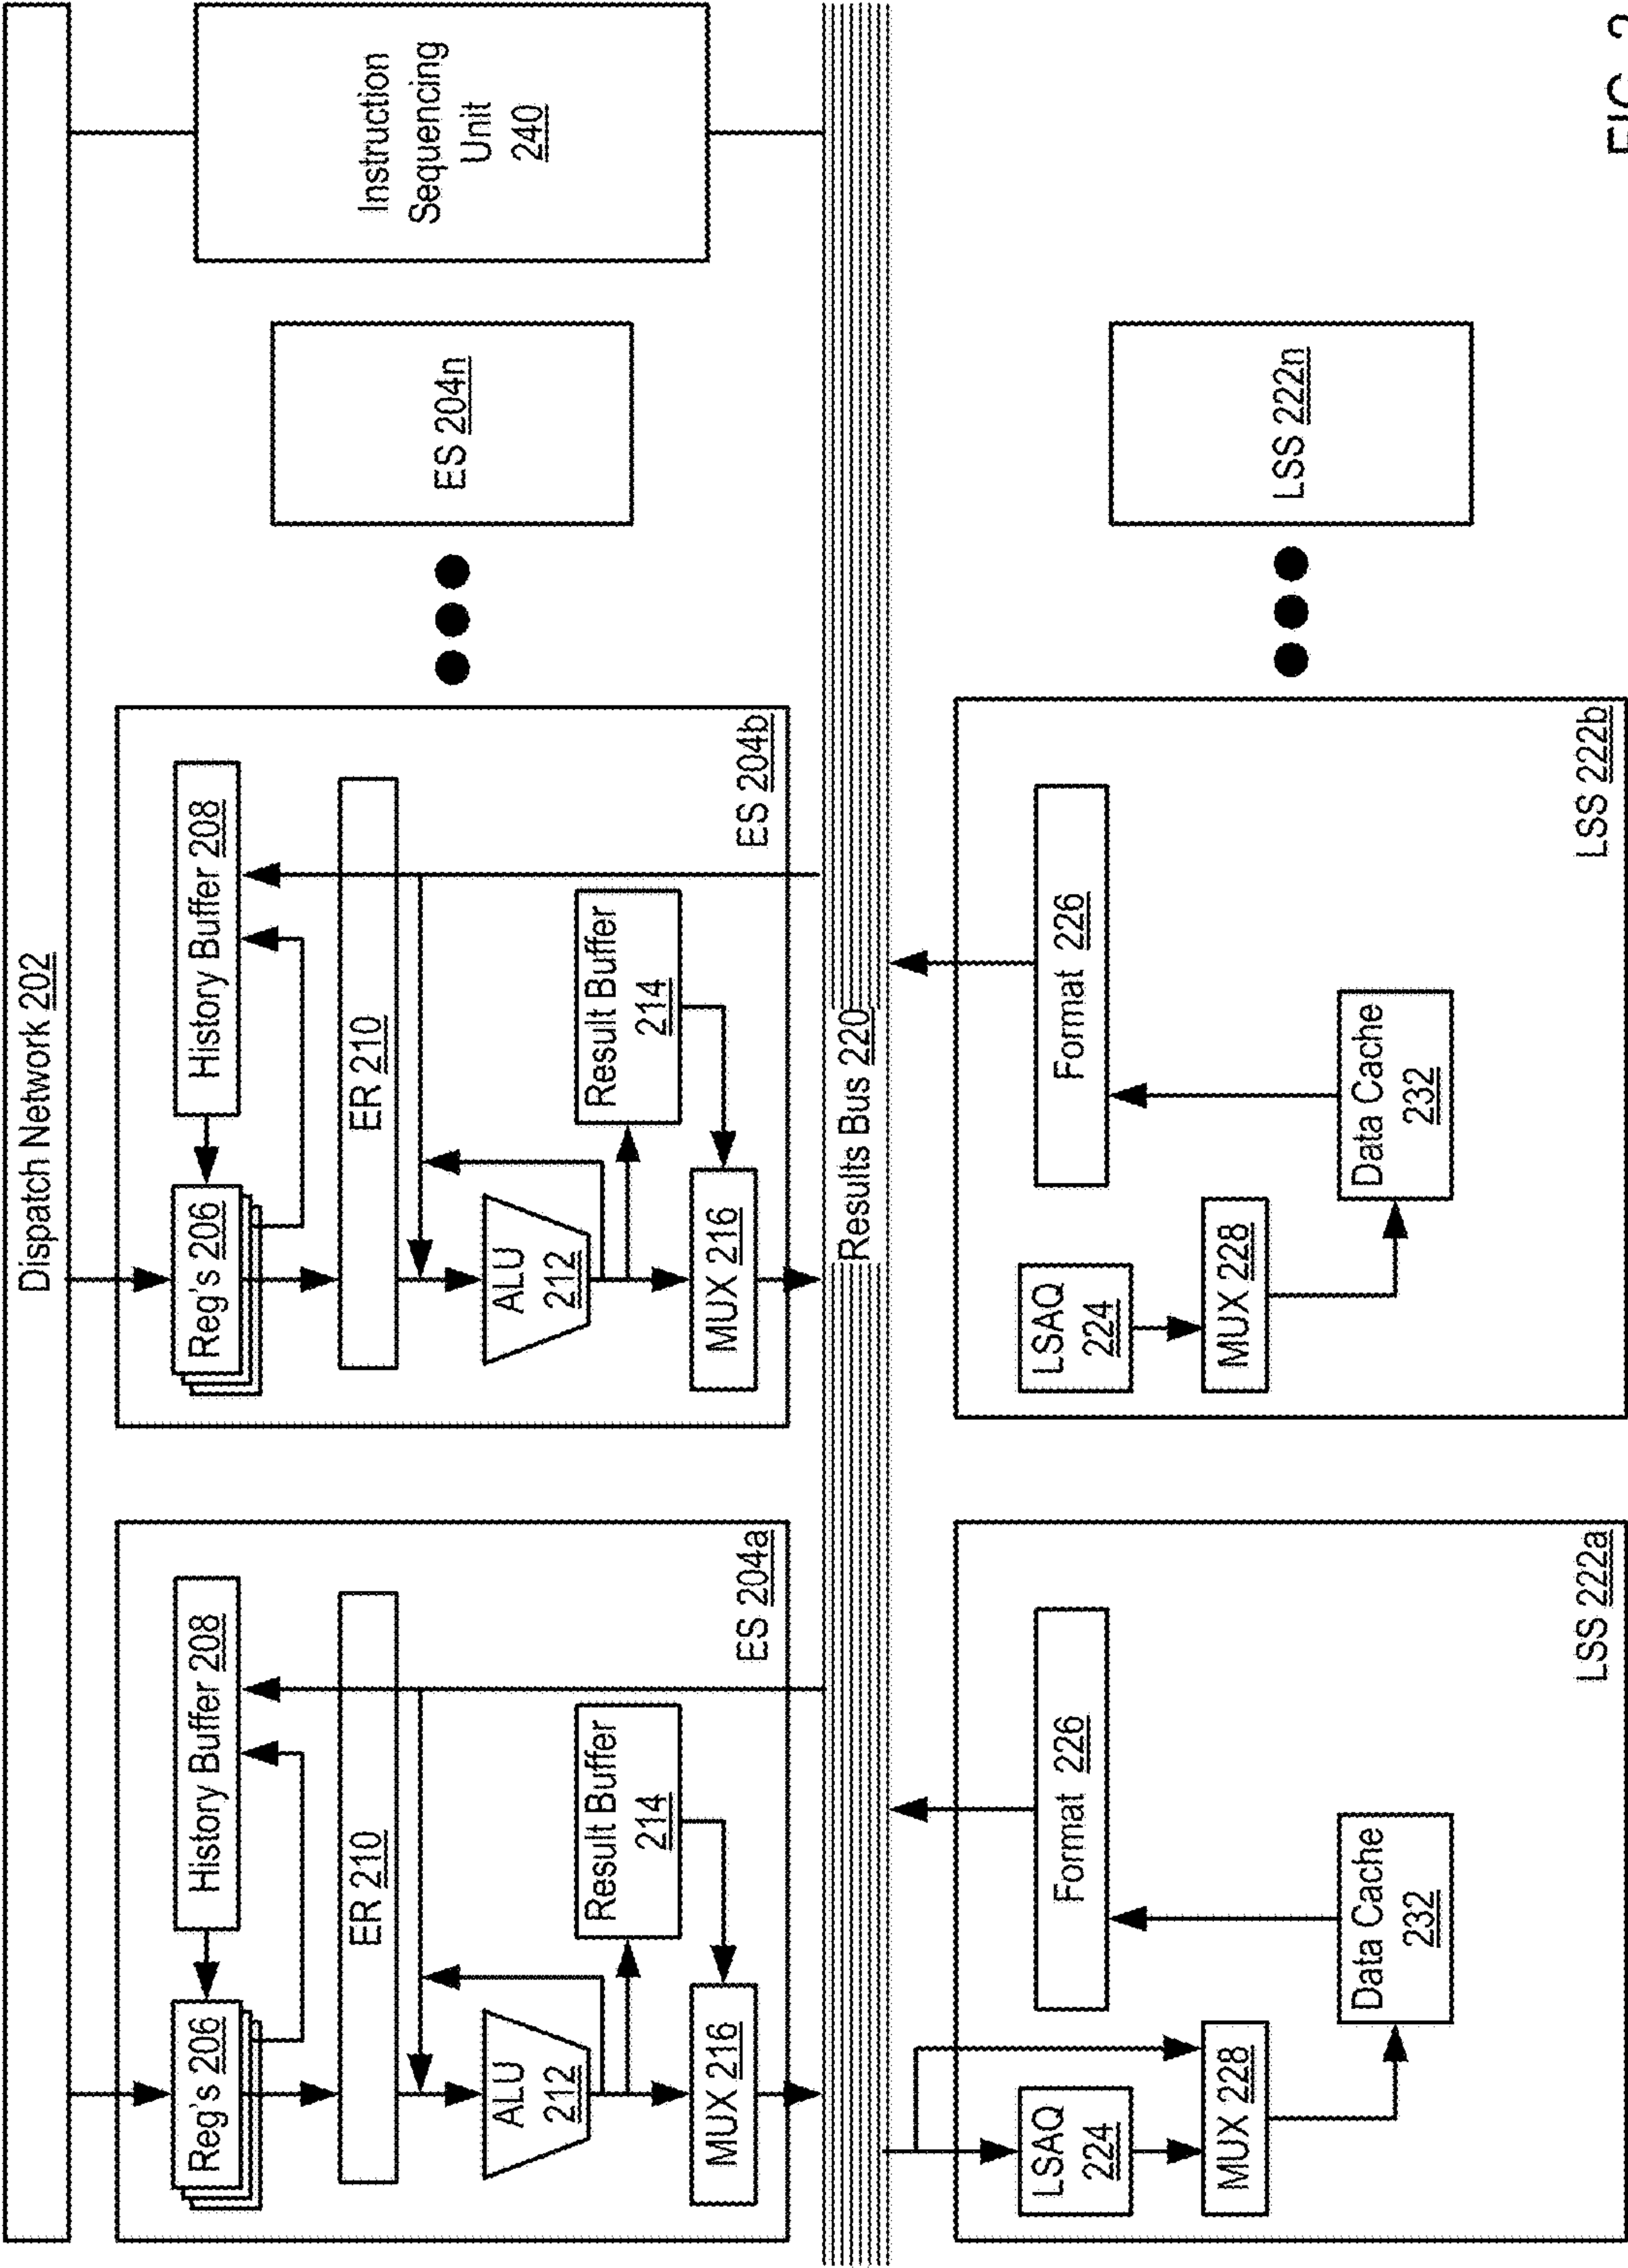 Dispatch Network 202
Reg's 206
History Buffer 208
ER 210
ALU
212
Result Buffer
214
MUX 216
ES 204a
Reg's 206
History Buffer 208
ER 210
ALU
212
Result Buffer
214
MUX 216
ES 204b
ES 204n
Instruction
Sequencing
Unit
240
Results Bus 220
LSAQ
224
Format 226
MUX 228
Data Cache
232
LSS 222a
LSAQ
224
Format 226
MUX 228
Data Cache
232
LSS 222b
LSS 222n